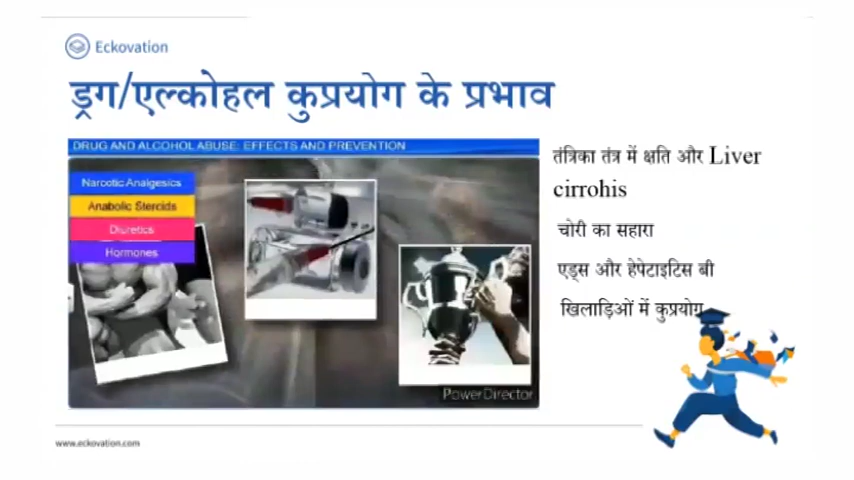 Eckovation
ड्रग/एल्कोहल कुप्रयोग के प्रभाव
DRUG AND ALCOHOL ABUSE: EFFECTS AND PREVENTION
Narcotic Analgesics
Anabolic Steroids
Diuretics
Hormones
PowerDirector
तंत्रिका तंत्र में क्षति और Liver
cirrohis
चोरी का सहारा
एड्स और हेपेटाइटिस बी
खिलाड़िओं में कुप्रयोग
www.eckovation.com